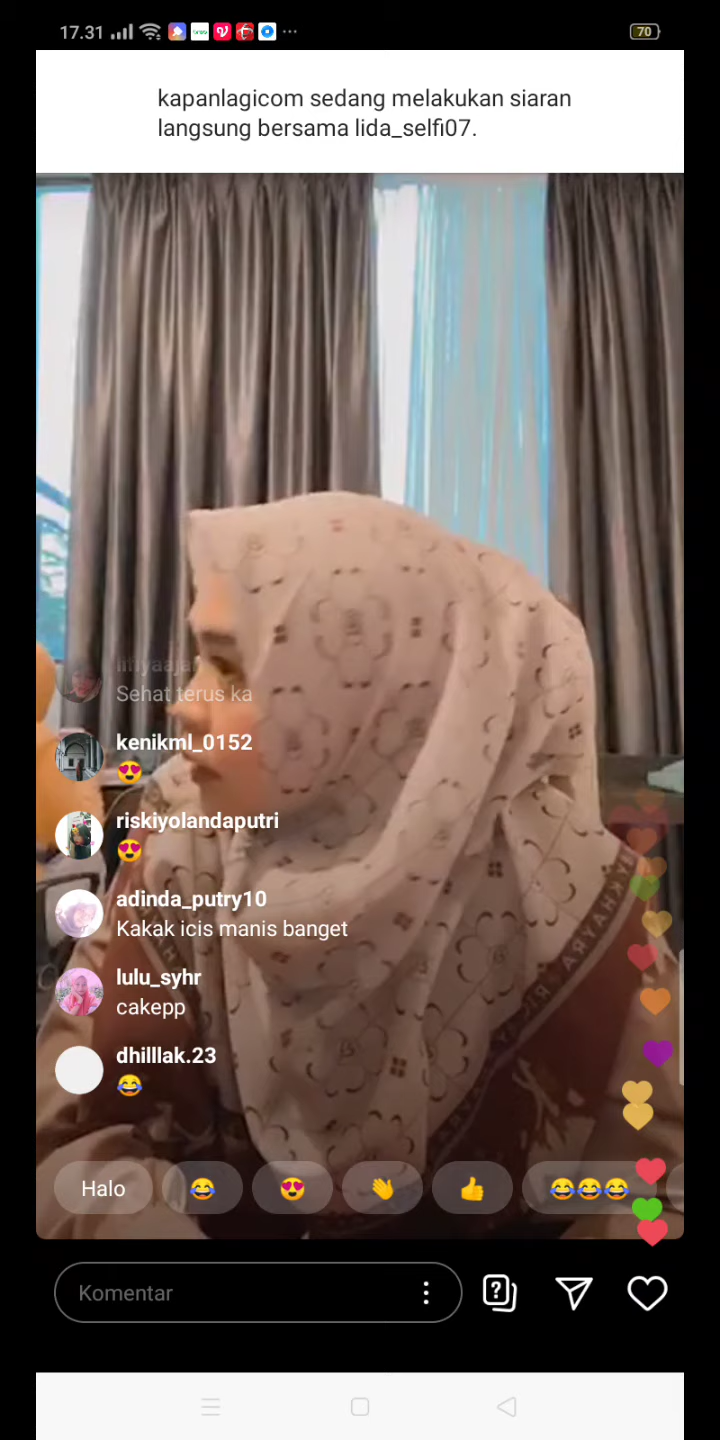 17.31
70
kapanlagicom sedang melakukan siaran
langsung bersama lida_selfi07.
Sehat terus ka
kenikml_0152
😍
riskiyolandaputri
😍
adinda_putry10
Kakak icis manis banget
lulu_syhr
cakepp
dhilllak.23
😂
Halo 😂 😍 👋 👍 😂😂😂
Komentar